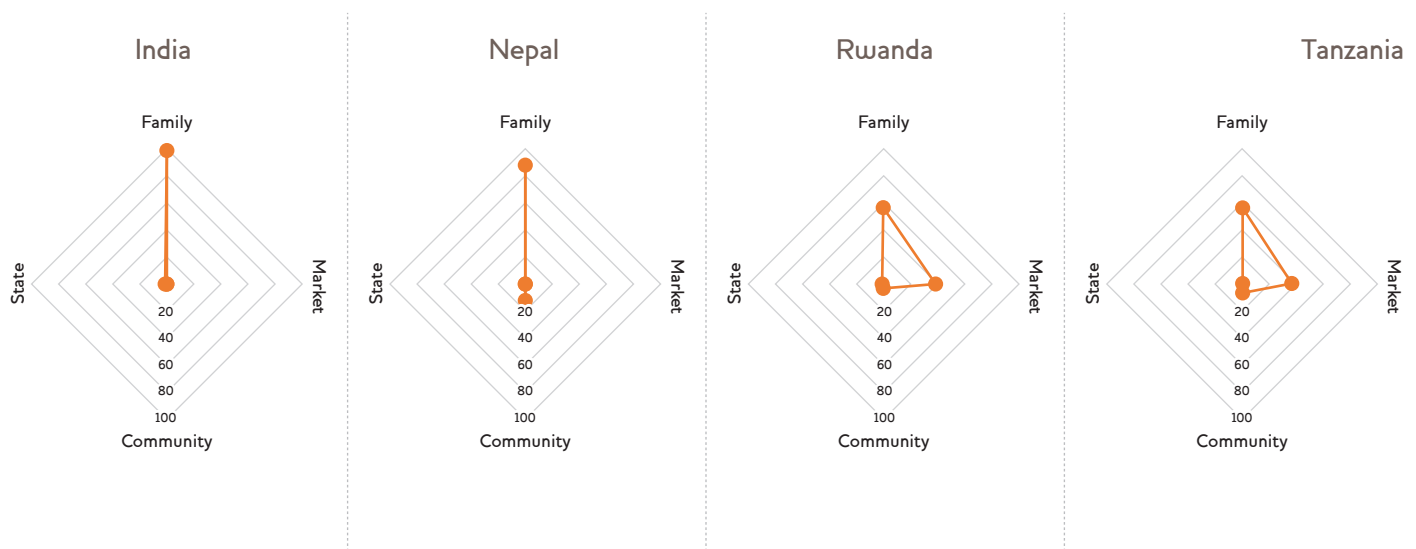 India
Family
State
Market
20
40
60
80
100
Community
Nepal
Family
State
Market
20
40
60
80
100
Community
Rwanda
Family
State
Market
20
40
60
80
100
Community
Tanzania
Family
State
Market
20
40
60
80
100
Community